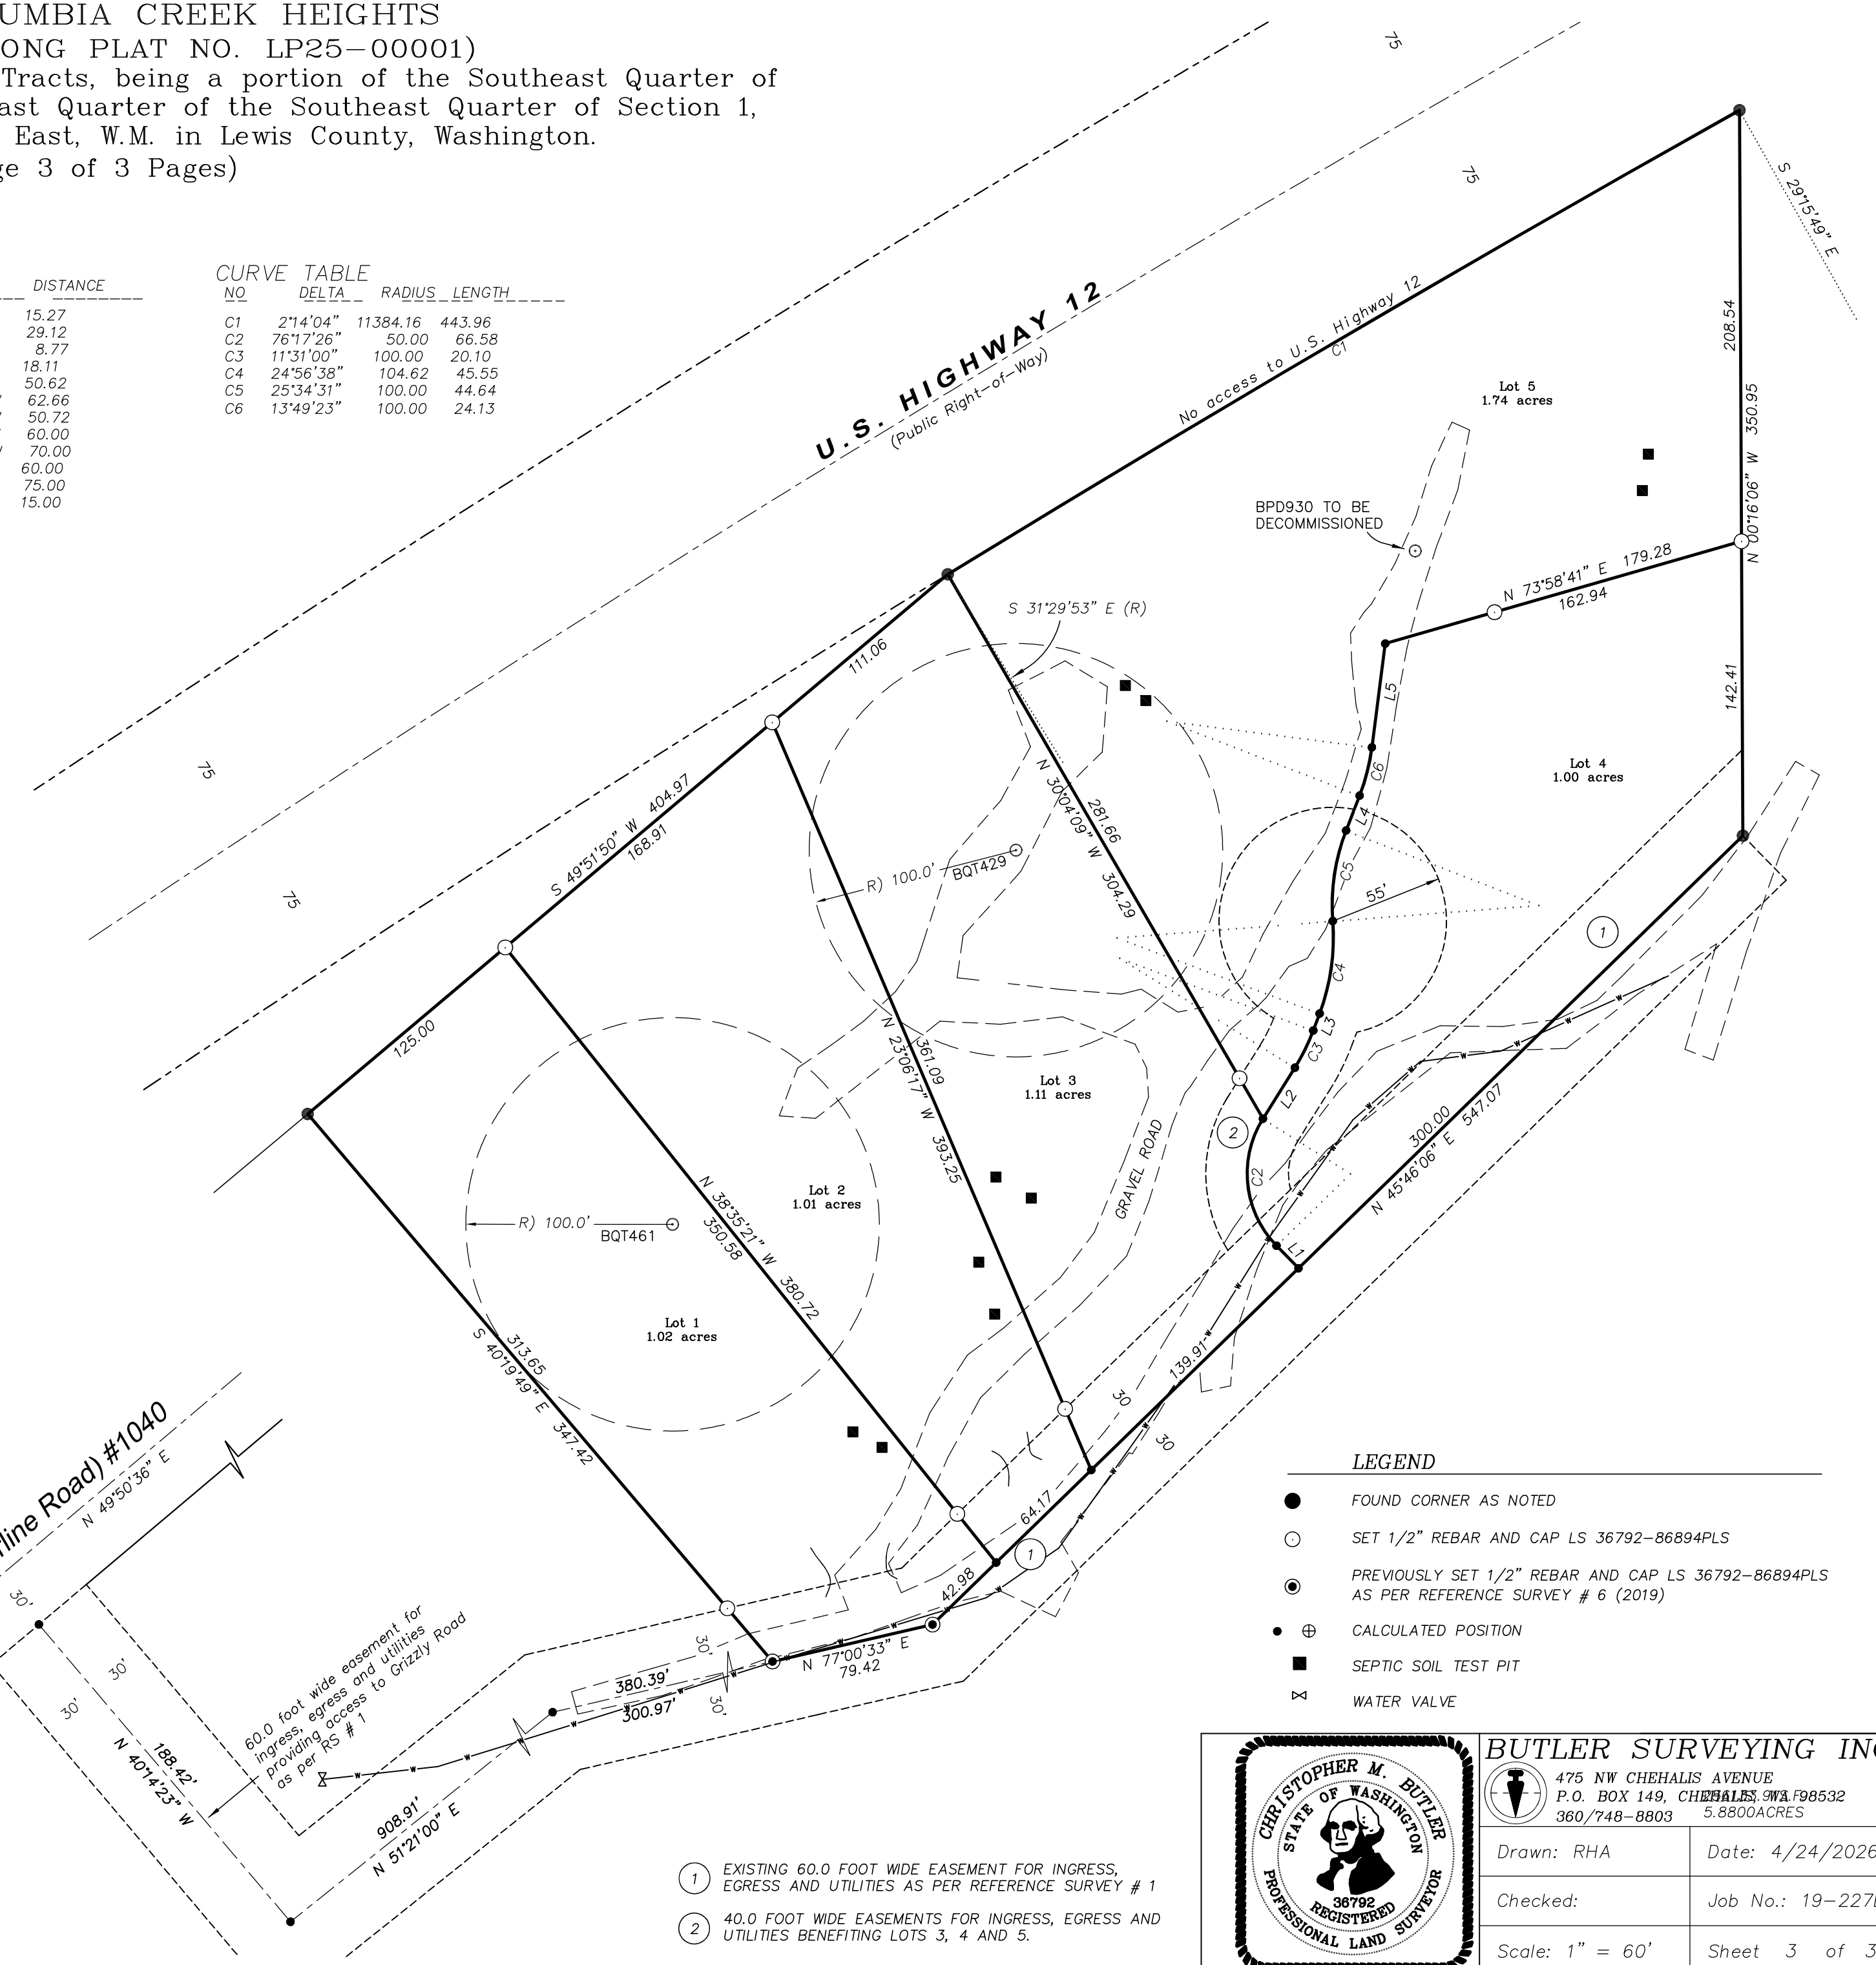 UMBIA CREEK HEIGHTS
ONG PLAT NO. LP25-00001)
Tracts, being a portion of the Southeast Quarter of
ast Quarter of the Southeast Quarter of Section 1,
East, W.M. in Lewis County, Washington.
ge 3 of 3 Pages)
DISTANCE
15.27
29.12
8.77
18.11
50.62
62.66
50.72
60.00
70.00
60.00
75.00
15.00
CURVE TABLE
NO DELTA RADIUS LENGTH
C1 2°14'04" 11384.16 443.96
C2 76°17'26" 50.00 66.58
C3 11°31'00" 100.00 20.10
C4 24°56'38" 104.62 45.55
C5 25°34'31" 100.00 44.64
C6 13°49'23" 100.00 24.13
75
75
75
75
U.S. HIGHWAY 12
(Public Right-of-Way)
No access to U.S. Highway 12
C1
S 29°15'49" E
208.54
N 00°16'06" W 350.95
142.41
Lot 5
1.74 acres
BPD930 TO BE
DECOMMISSIONED
N 73°58'41" E 179.28
162.94
S 31°29'53" E (R)
111.06
S 49°51'50" W 404.97
168.91
125.00
L5
C6
L4
C5
C4
L3
C3
L2
C2
L1
55'
Lot 4
1.00 acres
1
281.66
N 30°04'09" W 304.29
R) 100.0'
BQT429
361.09
N 23°06'17" W 393.25
Lot 3
1.11 acres
GRAVEL ROAD
2
300.00
N 45°46'06" E 547.07
Lot 2
1.01 acres
R) 100.0'
BQT461
N 38°35'21" W 380.72
350.58
Lot 1
1.02 acres
313.65
S 40°19'49" E 347.42
139.91
30
30
64.17
1
42.98
N 77°00'33" E
79.42
30'
30'
380.39'
300.97'
rline Road) #1040
N 49°50'36" E
30'
30'
30'
60.0 foot wide easement for
ingress, egress and utilities
providing access to Grizzly Road
as per RS # 1
188.42'
N 40°14'23" W
908.91'
N 51°21'00" E
W W W W W W W W W W W W W W W W W W W W W W W W W W
LEGEND
FOUND CORNER AS NOTED
SET 1/2" REBAR AND CAP LS 36792-86894PLS
PREVIOUSLY SET 1/2" REBAR AND CAP LS 36792-86894PLS
AS PER REFERENCE SURVEY # 6 (2019)
CALCULATED POSITION
SEPTIC SOIL TEST PIT
WATER VALVE
1 EXISTING 60.0 FOOT WIDE EASEMENT FOR INGRESS,
EGRESS AND UTILITIES AS PER REFERENCE SURVEY # 1
2 40.0 FOOT WIDE EASEMENTS FOR INGRESS, EGRESS AND
UTILITIES BENEFITING LOTS 3, 4 AND 5.
CHRISTOPHER M. BUTLER
STATE OF WASHINGTON
36792
REGISTERED
PROFESSIONAL LAND SURVEYOR
BUTLER SURVEYING INC
475 NW CHEHALIS AVENUE
P.O. BOX 149, CHEHALIS, WA 98532
360/748-8803
5.8800ACRES
Drawn: RHA
Date: 4/24/2026
Checked:
Job No.: 19-227
Scale: 1" = 60'
Sheet 3 of 3